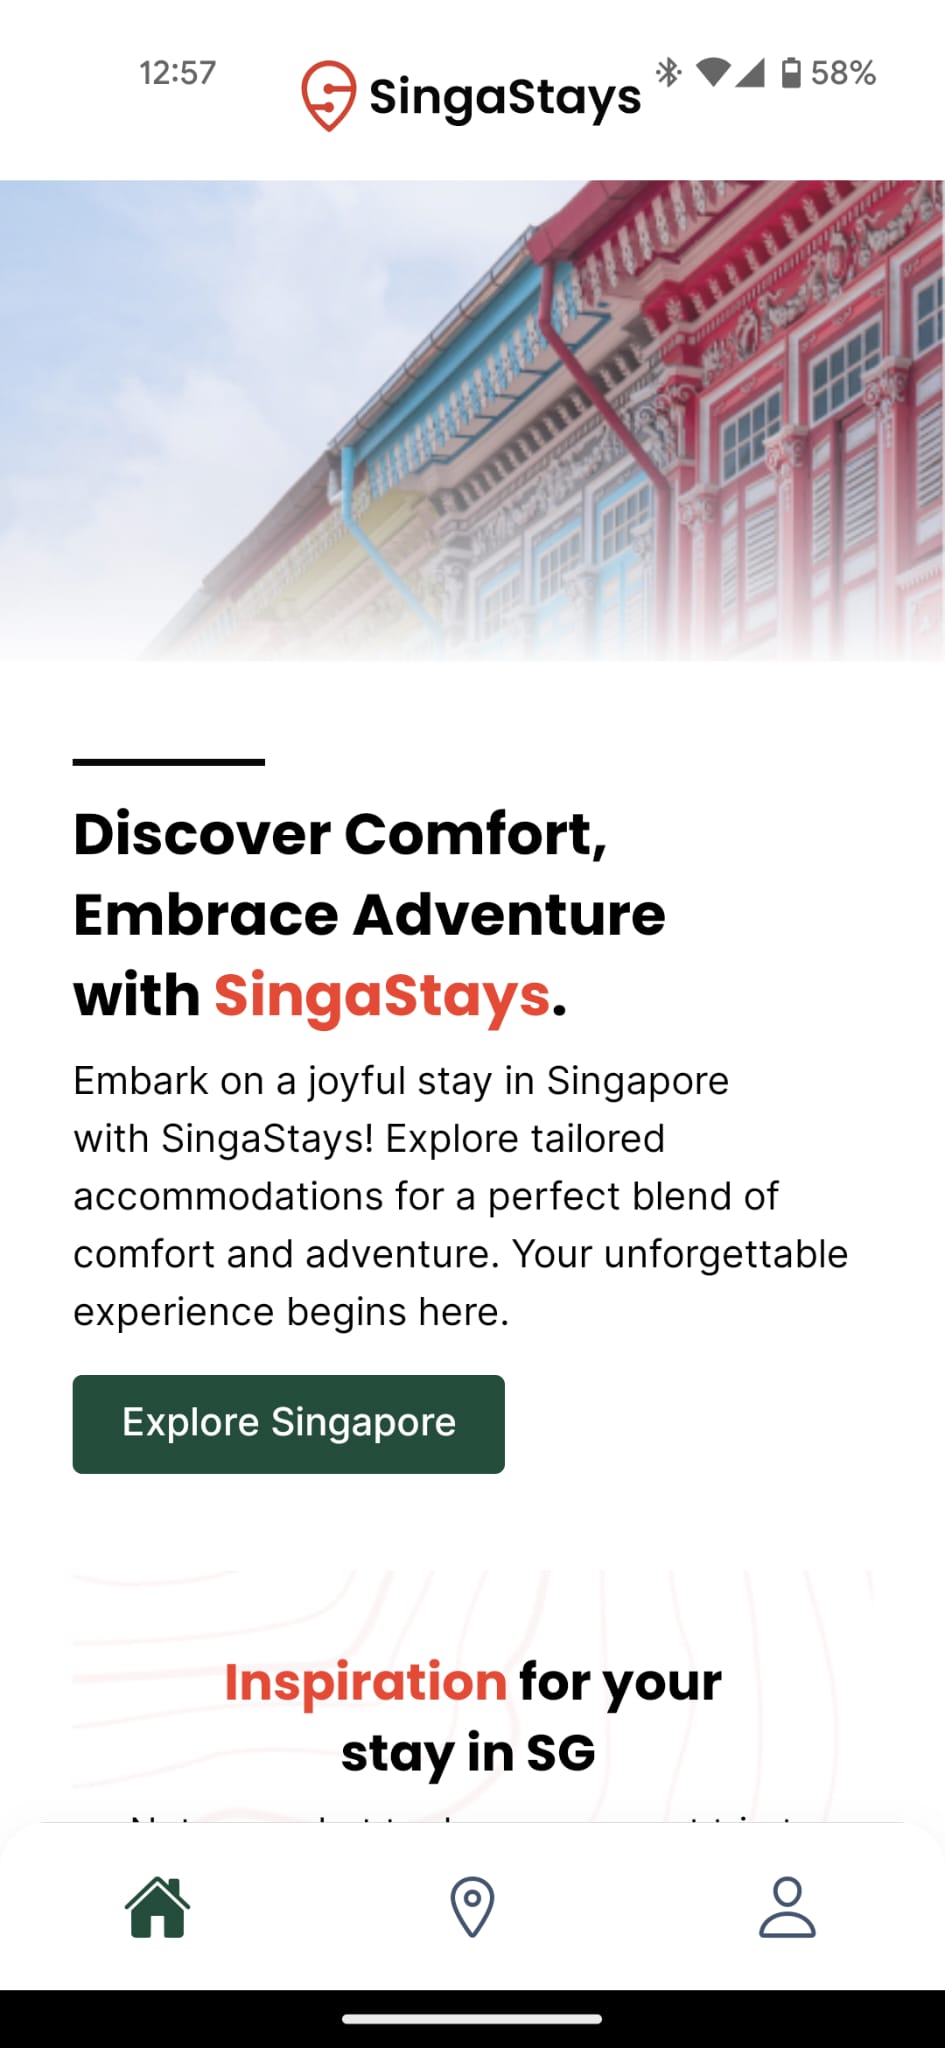 12:57
SingaStays
58%
Discover Comfort,
Embrace Adventure
with SingaStays.
Embark on a joyful stay in Singapore
with SingaStays! Explore tailored
accommodations for a perfect blend of
comfort and adventure. Your unforgettable
experience begins here.
Explore Singapore
Inspiration for your
stay in SG